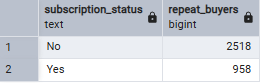 subscription_status text repeat_buyers bigint
1 No 2518
2 Yes 958